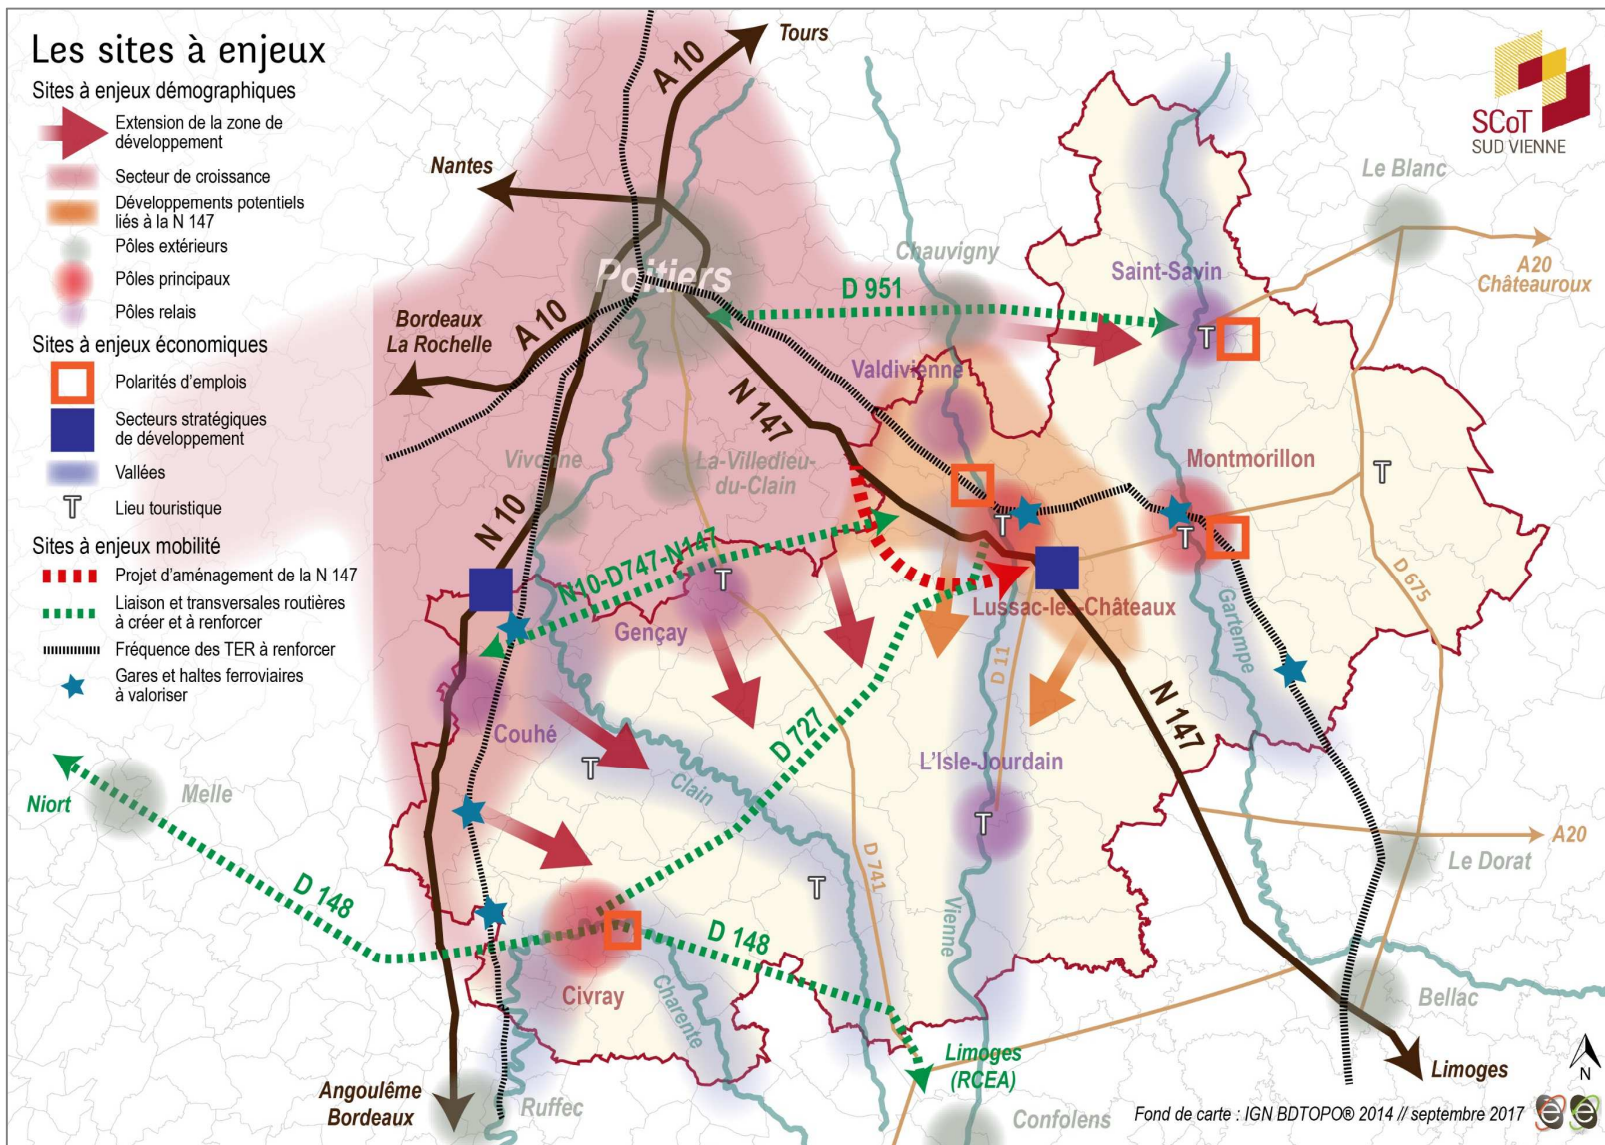 Les sites à enjeux
Sites à enjeux démographiques
Extension de la zone de
développement
Secteur de croissance
Développements potentiels
liés à la N 147
Pôles extérieurs
Pôles principaux
Pôles relais
Sites à enjeux économiques
Polarités d'emplois
Secteurs stratégiques
de développement
Vallées
T
Lieu touristique
Sites à enjeux mobilité
Projet d'aménagement de la N 147
Liaison et transversales routières
à créer et à renforcer
Fréquence des TER à renforcer
Gares et haltes ferroviaires
à valoriser
Tours
A 10
Nantes
Poitiers
Bordeaux
La Rochelle
A 10
Chauvigny
D 951
Saint-Savin
T
Le Blanc
A20
Châteauroux
SCoT
SUD VIENNE
Valdivienne
N 147
Vivonne
La-Villedieu-
du-Clain
N 10
Montmorillon
T
T
T
N10-D747-N147
T
Gençay
Lussac-les-Châteaux
D 11
Gartempe
D 675
Couhé
T
Clain
D 727
L'Isle-Jourdain
T
N 147
Niort
Melle
D 148
D 741
T
Vienne
D 148
Civray
Charente
Le Dorat
A20
Bellac
Limoges
(RCEA)
Limoges
Angoulême
Bordeaux
Ruffec
Confolens
N
Fond de carte : IGN BDTOPO® 2014 // septembre 2017
é é